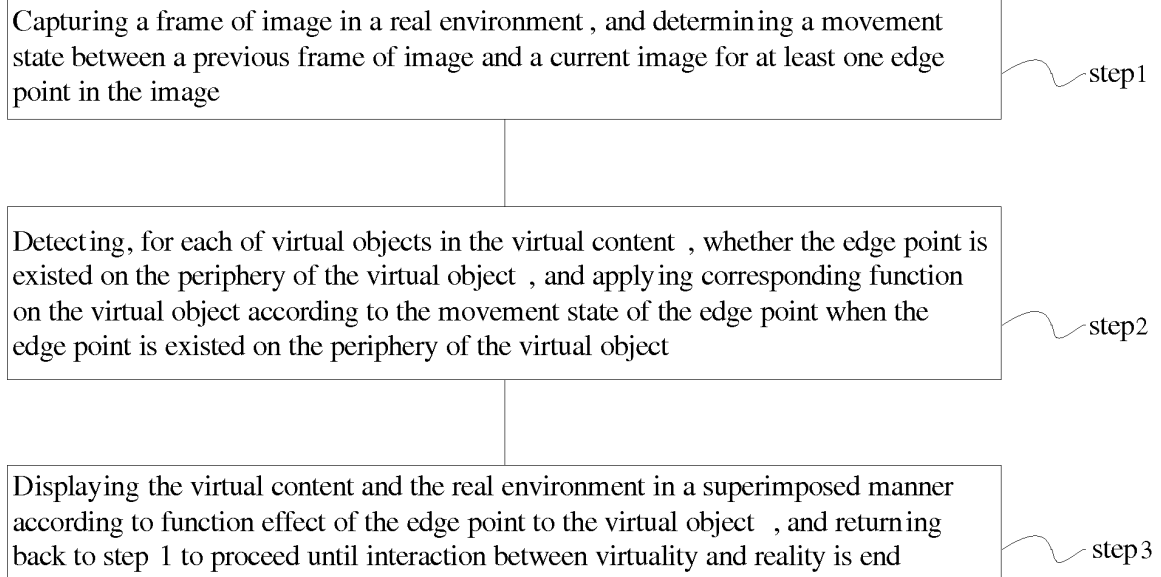 Capturing a frame of image in a real environment , and determining a movement
state between a previous frame of image and a current image for at least one edge
point in the image
step1
Detecting, for each of virtual objects in the virtual content , whether the edge point is
existed on the periphery of the virtual object , and applying corresponding function
on the virtual object according to the movement state of the edge point when the
edge point is existed on the periphery of the virtual object
step2
Displaying the virtual content and the real environment in a superimposed manner
according to function effect of the edge point to the virtual object , and returning
back to step 1 to proceed until interaction between virtuality and reality is end
step3